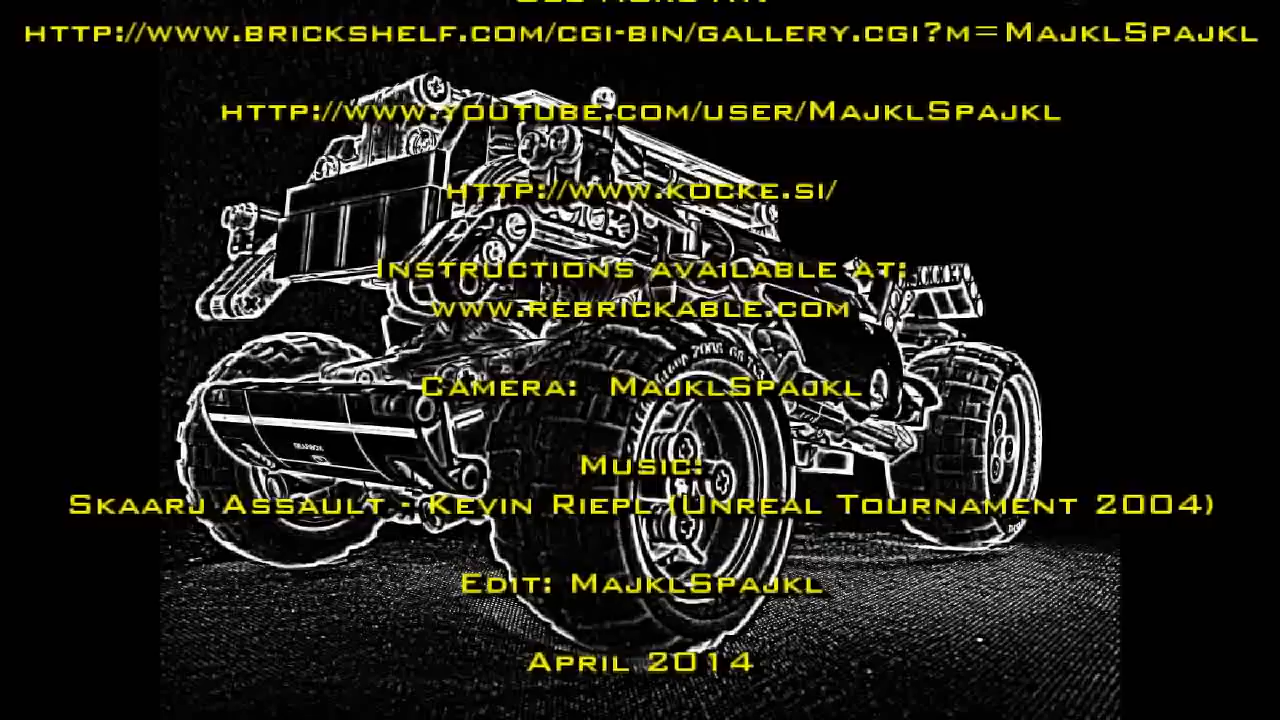 HTTP://WWW.BRICKSHELF.COM/CGI-BIN/GALLERY.CGI?M=MAJKLSPAJKL
HTTP://WWW.YOUTUBE.COM/USER/MAJKLSPAJKL
HTTP://WWW.KOCKE.SI/
INSTRUCTIONS AVAILABLE AT:
WWW.REBRICKABLE.COM
CAMERA: MAJKLSPAJKL
MUSIC:
SKAARJ ASSAULT - KEVIN RIEPL (UNREAL TOURNAMENT 2004)
EDIT: MAJKLSPAJKL
APRIL 2014